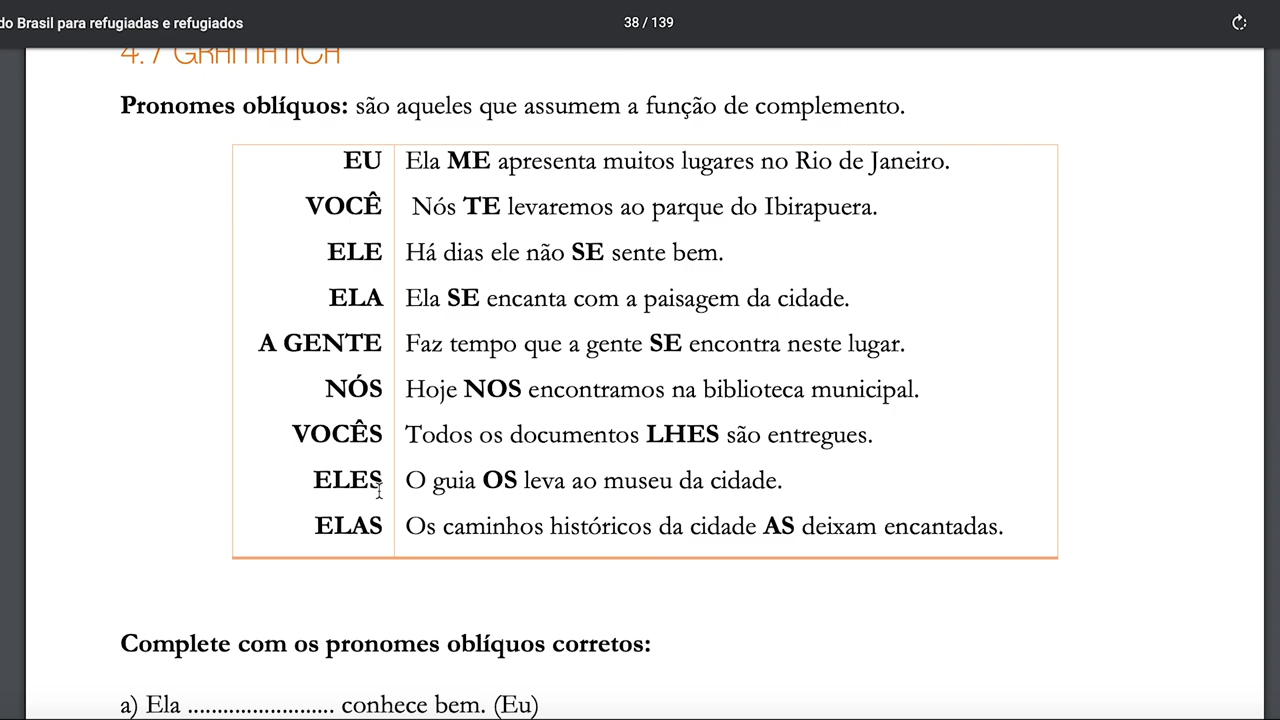 do Brasil para refugiadas e refugiados
38 / 139
4.7 GRAMÁTICA
Pronomes oblíquos: são aqueles que assumem a função de complemento.
EU Ela ME apresenta muitos lugares no Rio de Janeiro.
VOCÊ Nós TE levaremos ao parque do Ibirapuera.
ELE Há dias ele não SE sente bem.
ELA Ela SE encanta com a paisagem da cidade.
A GENTE Faz tempo que a gente SE encontra neste lugar.
NÓS Hoje NOS encontramos na biblioteca municipal.
VOCÊS Todos os documentos LHES são entregues.
ELES O guia OS leva ao museu da cidade.
ELAS Os caminhos históricos da cidade AS deixam encantadas.
Complete com os pronomes oblíquos corretos:
a) Ela ......................... conhece bem. (Eu)